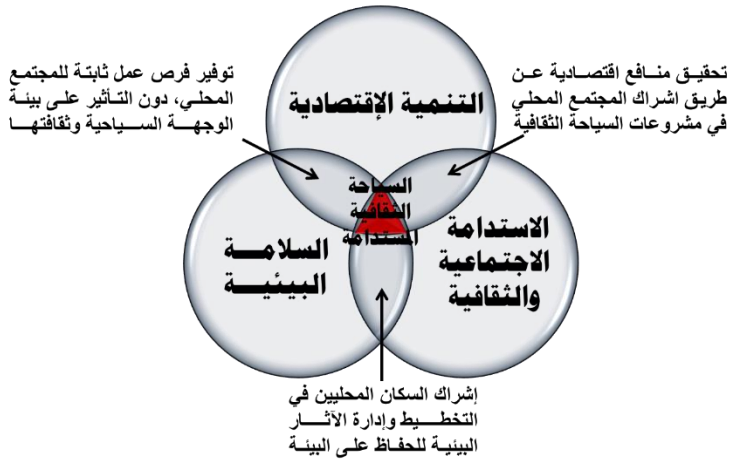 توفير فرص عمل ثابتة للمجتمع
المحلي، دون التأثير على بيئة
الوجهة السياحية وثقافتها
تحقيق منافع اقتصادية عن
طريق اشراك المجتمع المحلي
في مشروعات السياحة الثقافية
التنمية الإقتصادية
السياحة
الثقافية
المستدامة
الاستدامة
الاجتماعية
والثقافية
السلامة
البيئية
إشراك السكان المحليين في
التخطيط وإدارة الآثار
البيئية للحفاظ على البيئة